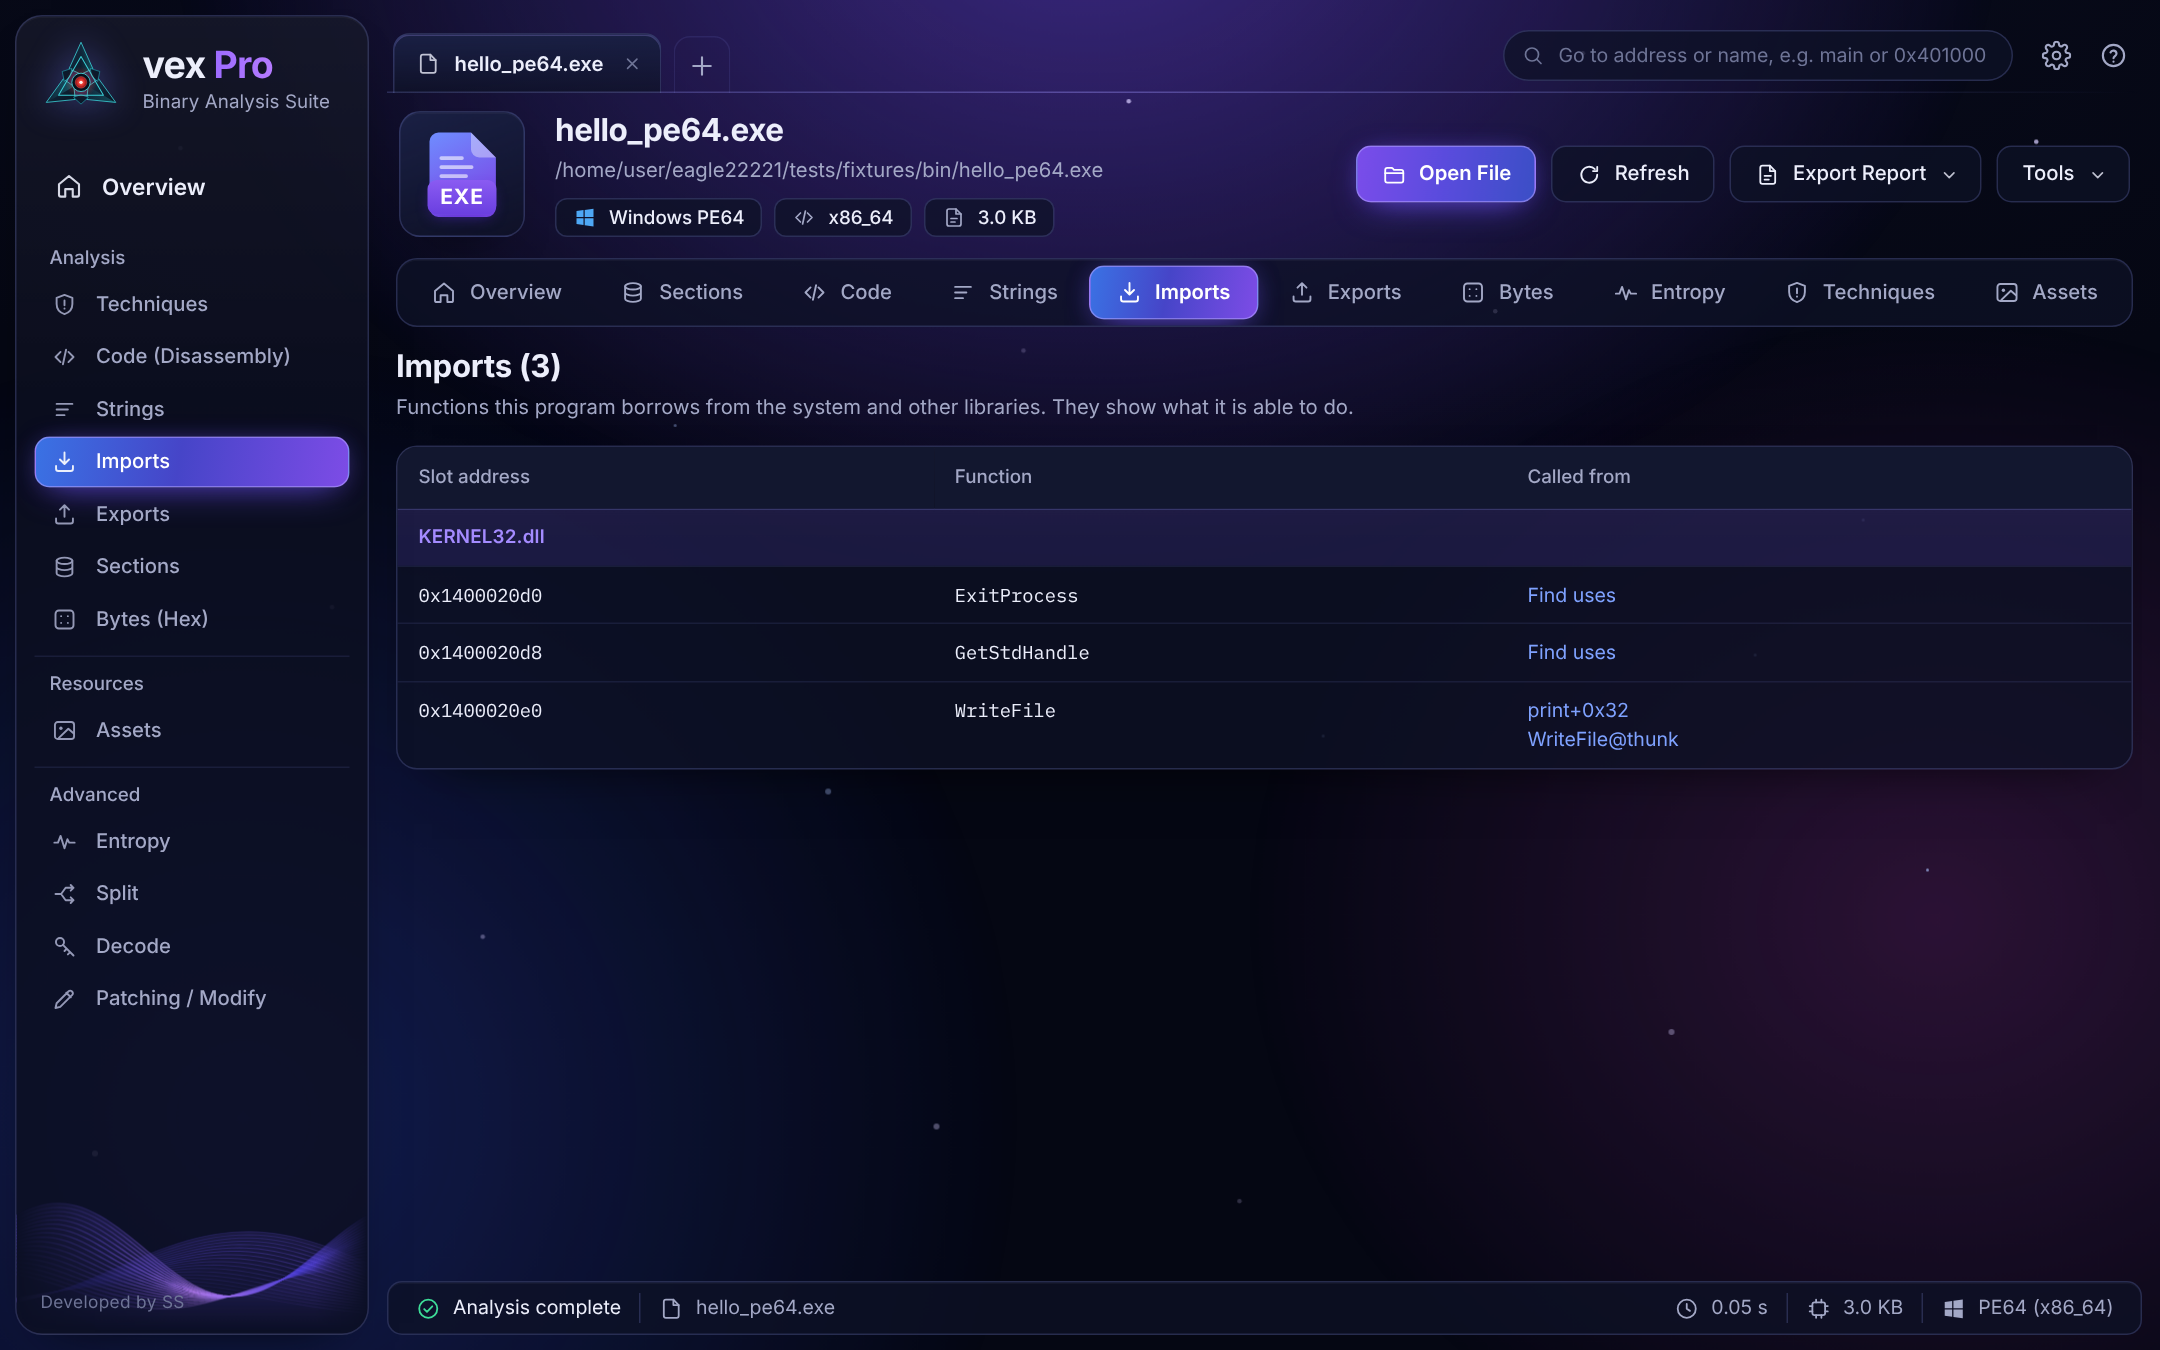 vex Pro
Binary Analysis Suite
Overview
Analysis
Techniques
Code (Disassembly)
Strings
Imports
Exports
Sections
Bytes (Hex)
Resources
Assets
Advanced
Entropy
Split
Decode
Patching / Modify
Developed by SS
hello_pe64.exe
Go to address or name, e.g. main or 0x401000
EXE
hello_pe64.exe
/home/user/eagle22221/tests/fixtures/bin/hello_pe64.exe
Windows PE64
x86_64
3.0 KB
Open File
Refresh
Export Report
Tools
Overview
Sections
Code
Strings
Imports
Exports
Bytes
Entropy
Techniques
Assets
Imports (3)
Functions this program borrows from the system and other libraries. They show what it is able to do.
Slot address Function Called from
KERNEL32.dll
0x1400020d0 ExitProcess Find uses
0x1400020d8 GetStdHandle Find uses
0x1400020e0 WriteFile print+0x32
WriteFile@thunk
Analysis complete
hello_pe64.exe
0.05 s
3.0 KB
PE64 (x86_64)